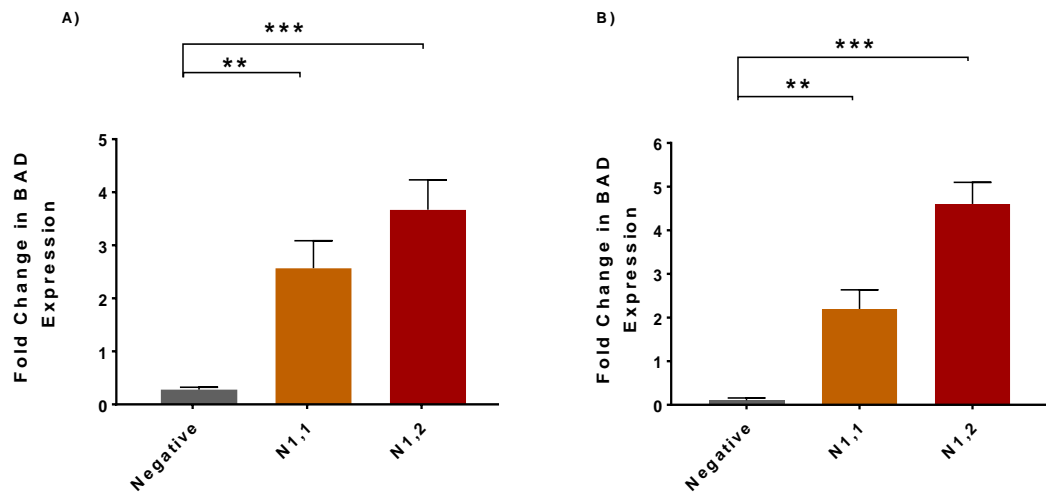 A)
***
**
Fold Change in BAD
Expression
5
4
3
2
1
0
Negative
N1,1
N1,2
B)
***
**
Fold Change in BAD
Expression
6
5
4
3
2
1
0
Negative
N1,1
N1,2